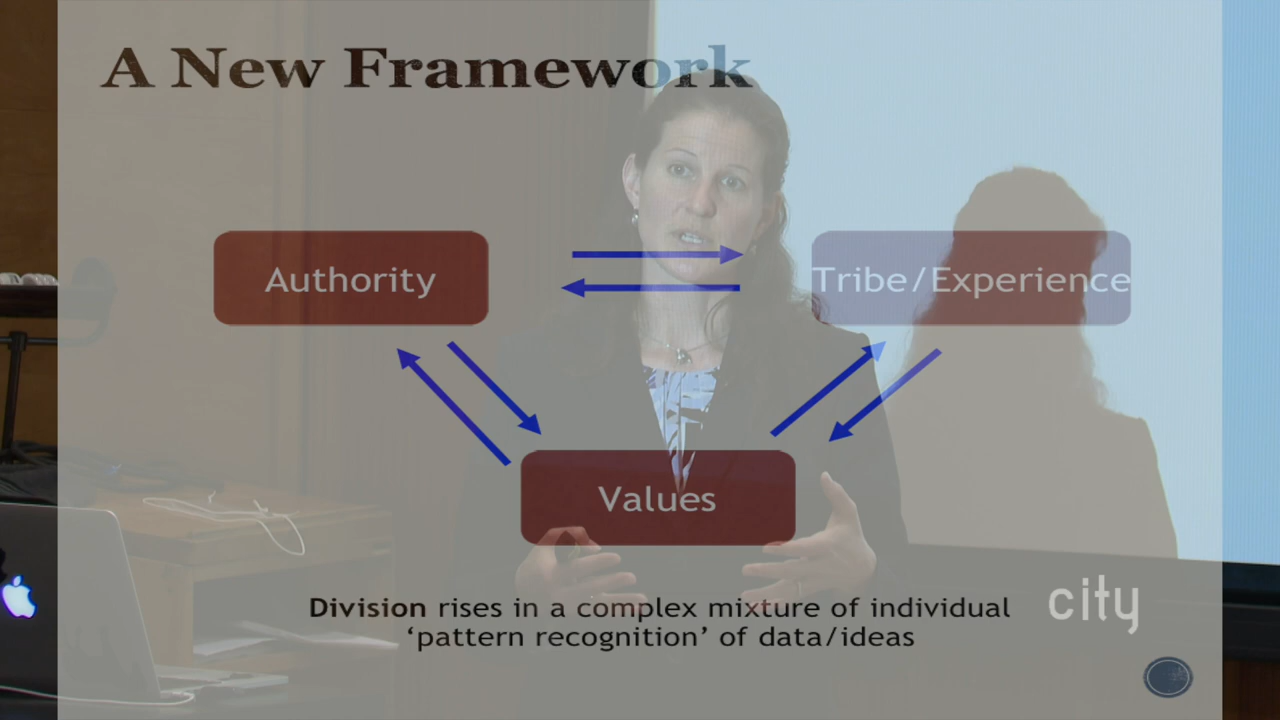 A New Framework
Authority
Tribe/Experience
Values
Division rises in a complex mixture of individual
‘pattern recognition’ of data/ideas
city